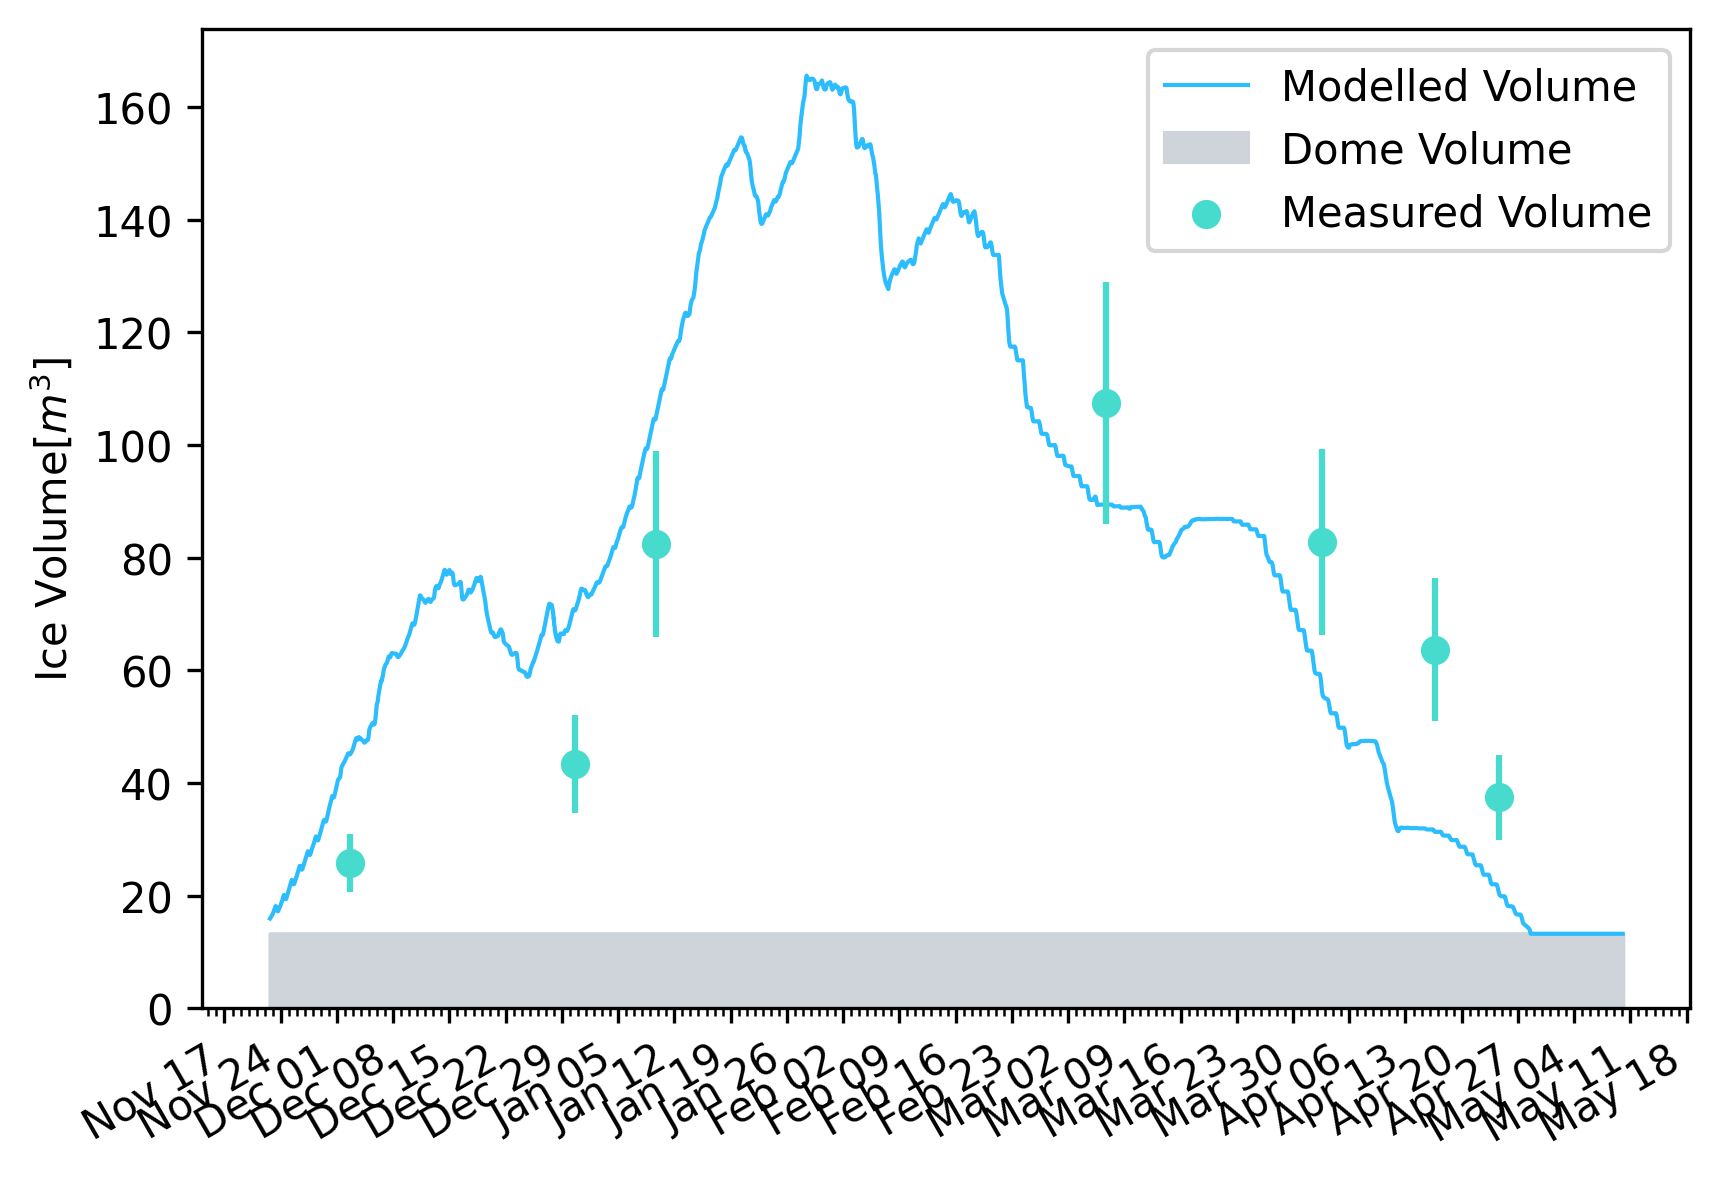 Modelled Volume
Dome Volume
Measured Volume
Ice Volume[m³]
160
140
120
100
80
60
40
20
0
Nov 17
Nov 24
Dec 01
Dec 08
Dec 15
Dec 22
Dec 29
Jan 05
Jan 12
Jan 19
Jan 26
Feb 02
Feb 09
Feb 16
Feb 23
Mar 02
Mar 09
Mar 16
Mar 23
Mar 30
Apr 06
Apr 13
Apr 20
Apr 27
May 04
May 11
May 18